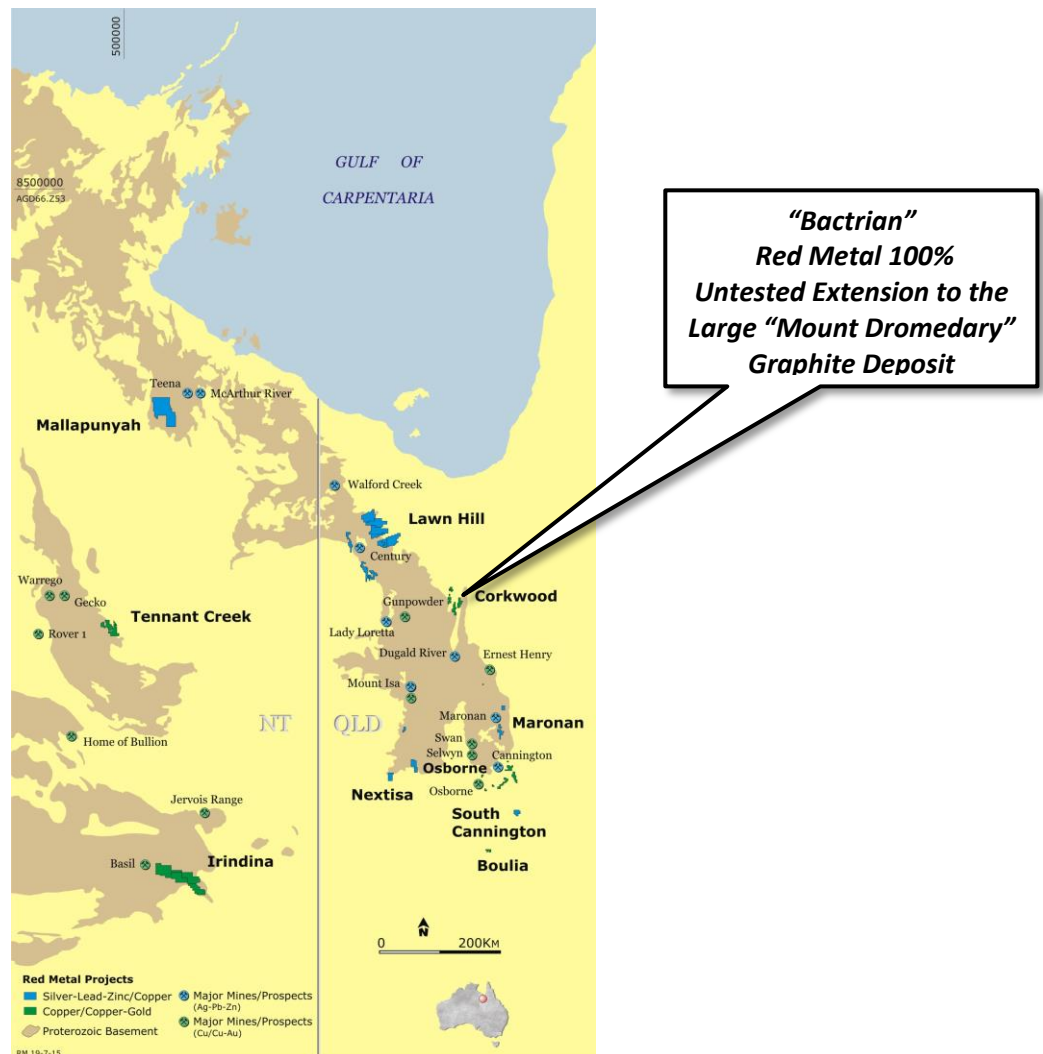 500000
GULF OF
CARPENTARIA
8500000
AGD66.Z53
“Bactrian”
Red Metal 100%
Untested Extension to the
Large “Mount Dromedary”
Graphite Deposit
Teena
McArthur River
Mallapunyah
Walford Creek
Lawn Hill
Century
Warrego
Gecko
Gunpowder
Corkwood
Tennant Creek
Lady Loretta
Rover 1
Dugald River
Ernest Henry
Mount Isa
NT
QLD
Maronan
Maronan
Home of Bullion
Swan
Selwyn
Cannington
Osborne
Osborne
Nextisa
Jervois Range
South
Cannington
Basil
Irindina
Boulia
N
0 200KM
Red Metal Projects
Silver-Lead-Zinc/Copper
Copper/Copper-Gold
Proterozoic Basement
Major Mines/Prospects
(Ag-Pb-Zn)
Major Mines/Prospects
(Cu/Cu-Au)
RM 19-7-15